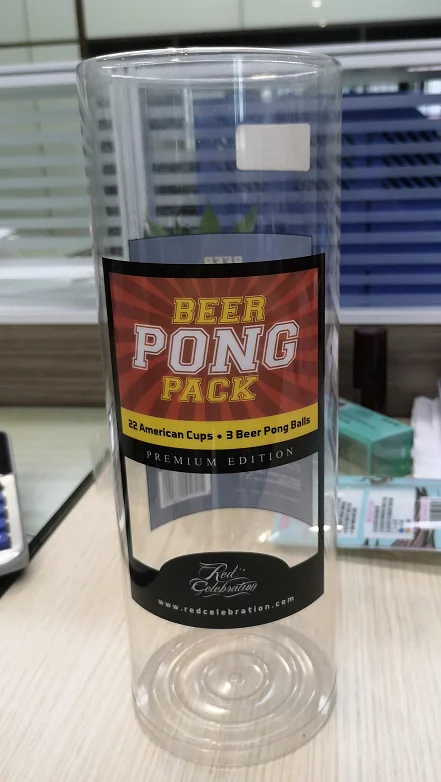 BEER
PONG
PACK
22 American Cups • 3 Beer Pong Balls
PREMIUM EDITION
Red
Celebration
www.redcelebration.com